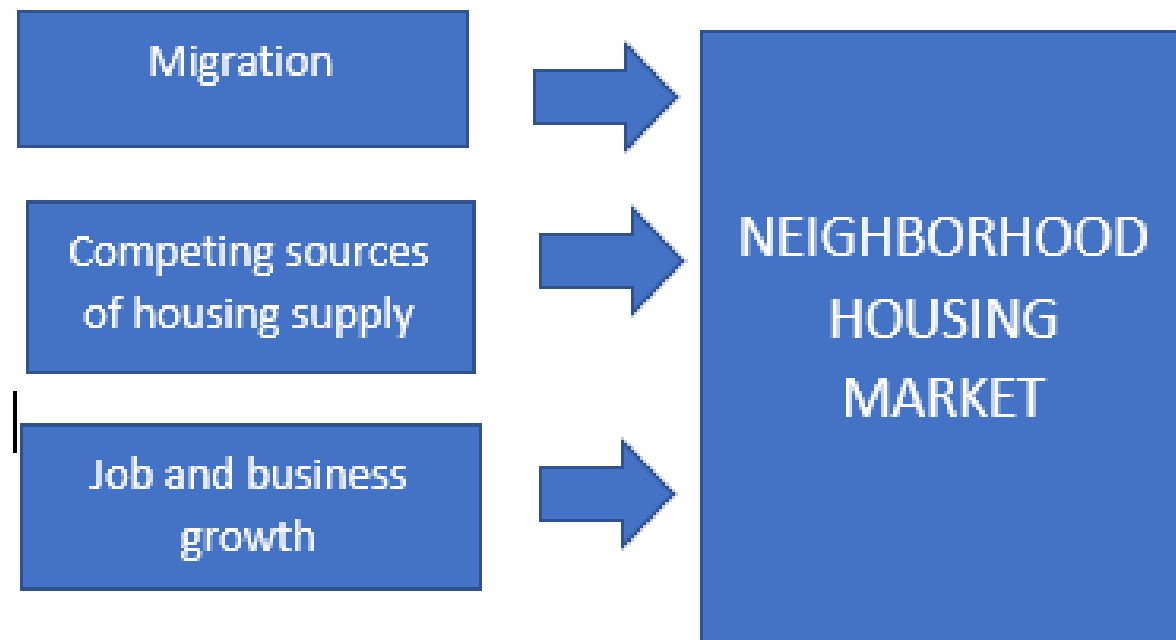 Migration
Competing sources
of housing supply
Job and business
growth
NEIGHBORHOOD
HOUSING
MARKET